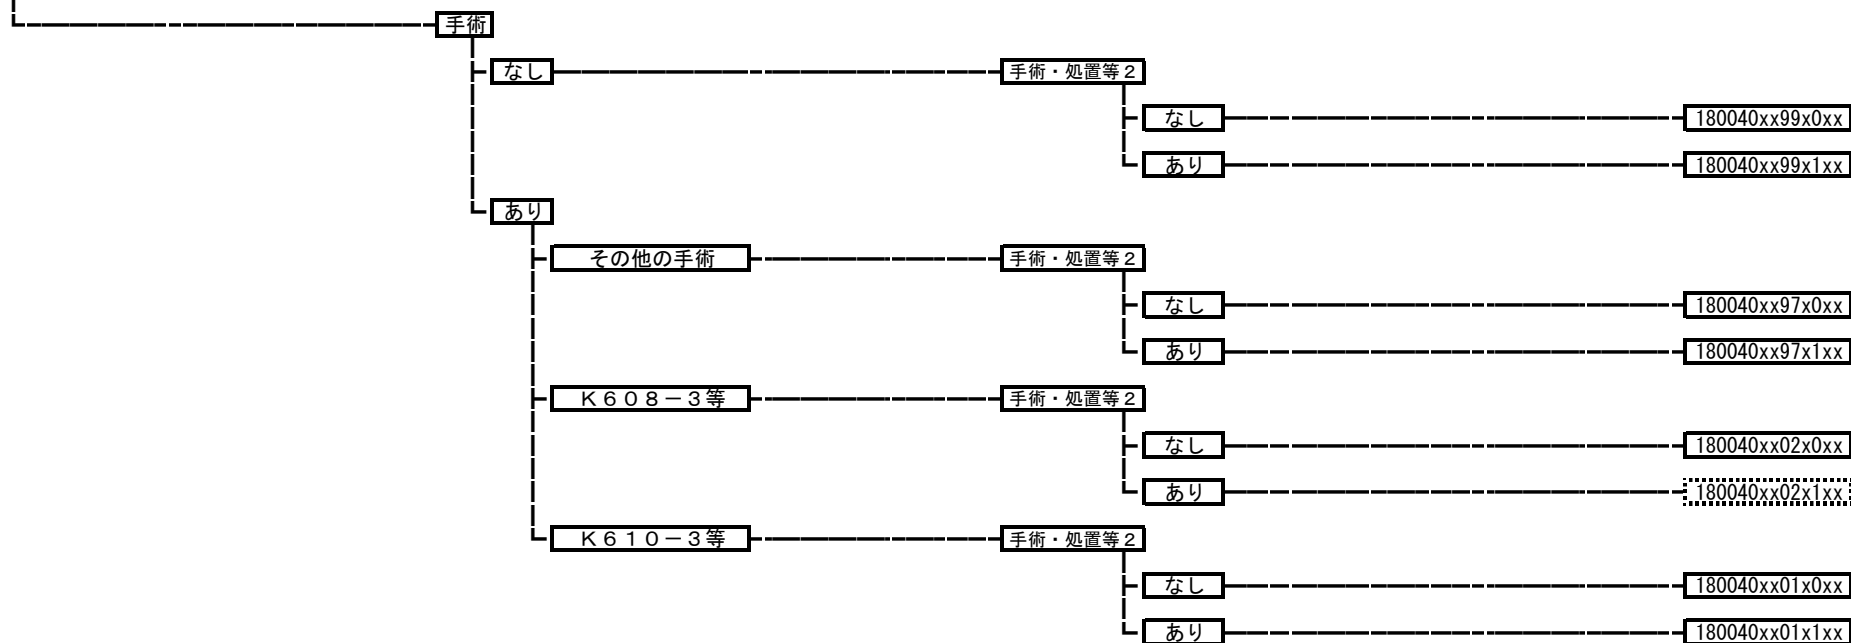 手術
なし 手術・処置等２
なし 180040xx99x0xx
あり 180040xx99x1xx
あり
その他の手術 手術・処置等２
なし 180040xx97x0xx
あり 180040xx97x1xx
Ｋ６０８－３等 手術・処置等２
なし 180040xx02x0xx
あり 180040xx02x1xx
Ｋ６１０－３等 手術・処置等２
なし 180040xx01x0xx
あり 180040xx01x1xx